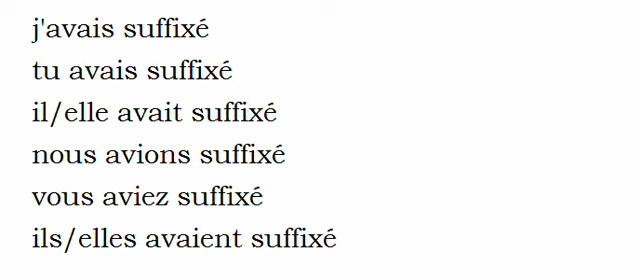 j'avais suffixé
tu avais suffixé
il/elle avait suffixé
nous avions suffixé
vous aviez suffixé
ils/elles avaient suffixé